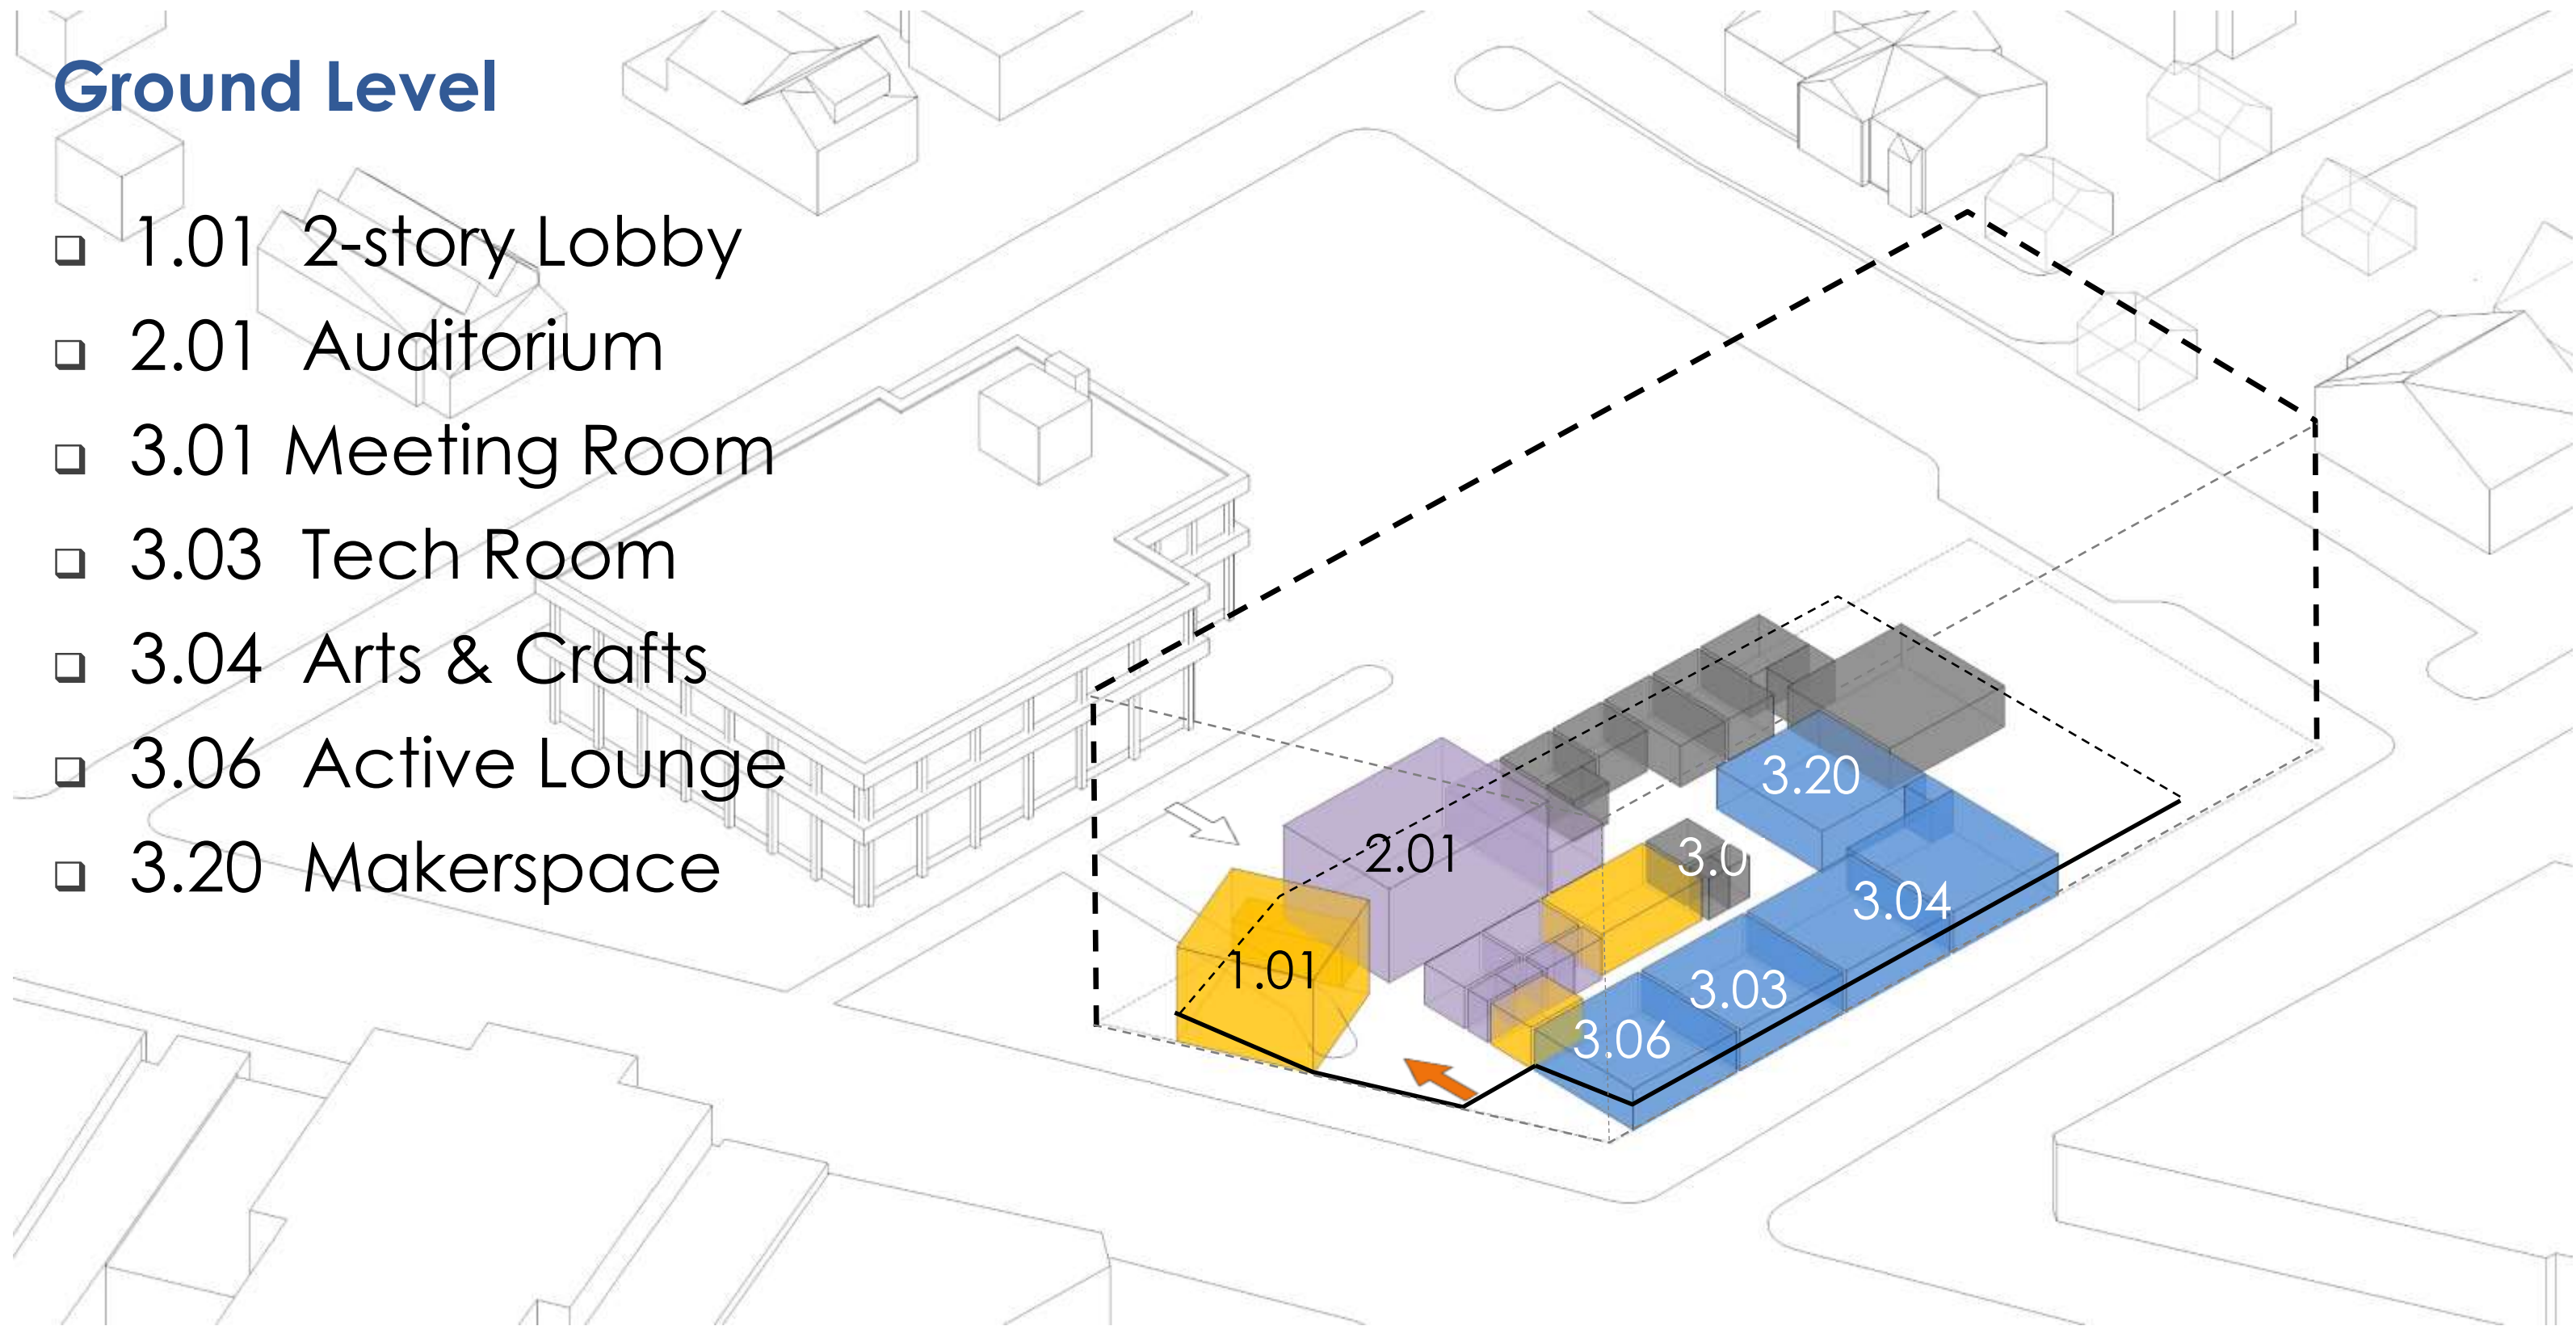 Ground Level
❑ 1.01 2-story Lobby
❑ 2.01 Auditorium
❑ 3.01 Meeting Room
❑ 3.03 Tech Room
❑ 3.04 Arts & Crafts
❑ 3.06 Active Lounge
❑ 3.20 Makerspace
3.20
2.01
3.0
3.04
1.01
3.03
3.06